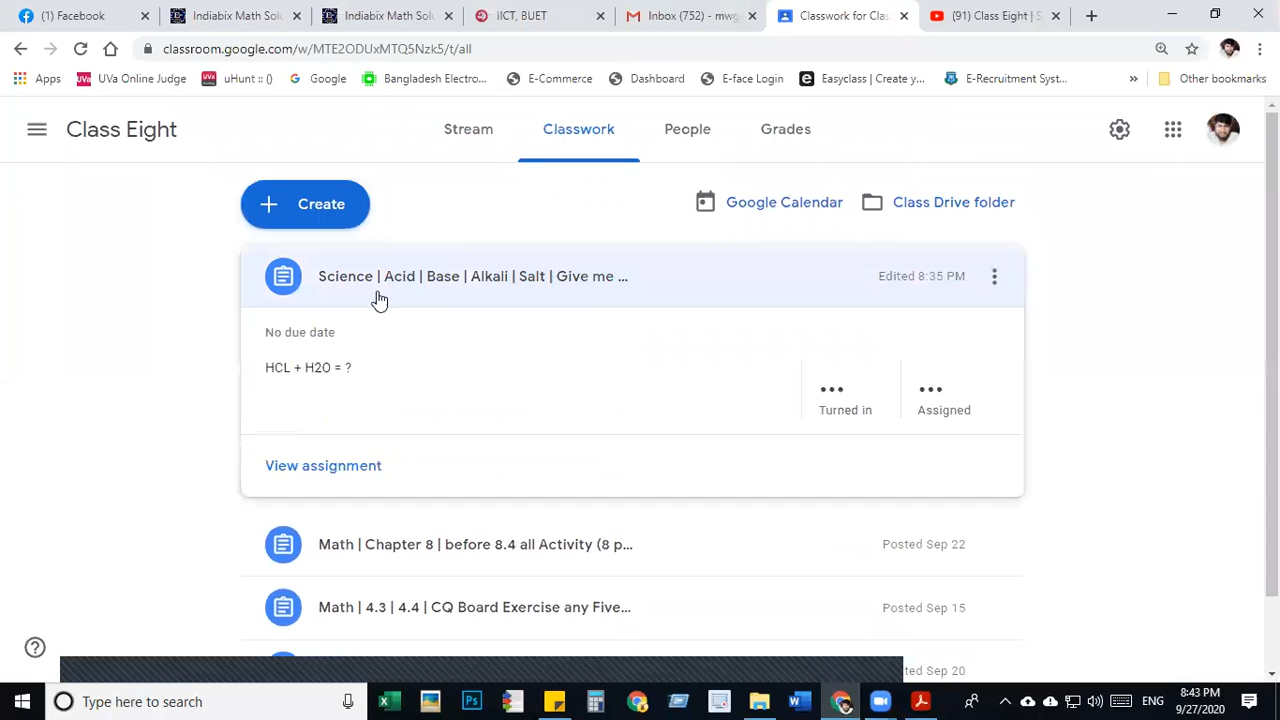 (1) Facebook
Indiabix Math Solu
Indiabix Math Solu
IICT, BUET
Inbox (752) - mwg
Classwork for Clas
(91) Class Eight | S
classroom.google.com/w/MTE2ODUxMTQ5Nzk5/t/all
Apps
UVa Online Judge
uHunt :: ()
Google
Bangladesh Electro...
E-Commerce
Dashboard
E-face Login
Easyclass | Create y...
E-Recruitment Syst...
»
Other bookmarks
Class Eight
Stream
Classwork
People
Grades
Create
Google Calendar
Class Drive folder
Science | Acid | Base | Alkali | Salt | Give me ...
Edited 8:35 PM
No due date
HCL + H2O = ?
Turned in
Assigned
View assignment
Math | Chapter 8 | before 8.4 all Activity (8 p...
Posted Sep 22
Math | 4.3 | 4.4 | CQ Board Exercise any Five...
Posted Sep 15
Posted Sep 20
Type here to search
ENG
8:43 PM
9/27/2020